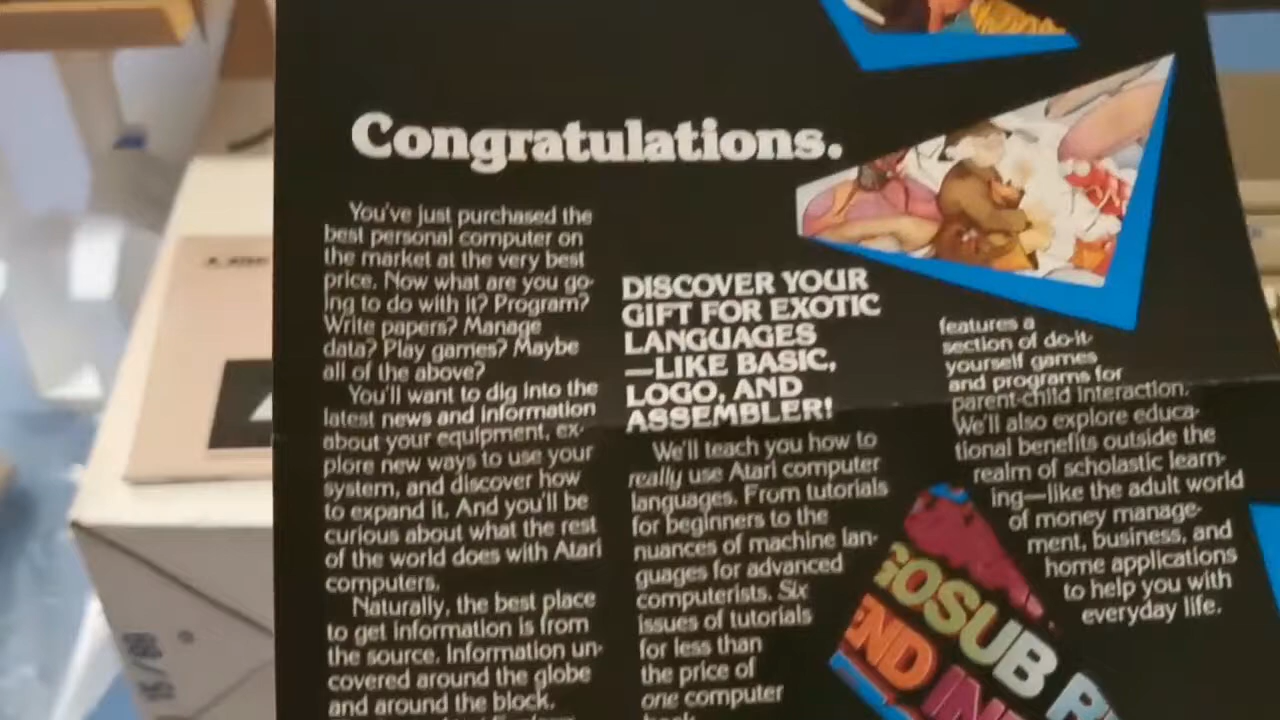 Congratulations.
You've just purchased the
best personal computer on
the market at the very best
price. Now what are you go-
ing to do with it? Program?
Write papers? Manage
data? Play games? Maybe
all of the above?
You'll want to dig into the
latest news and information
about your equipment, ex-
plore new ways to use your
system, and discover how
to expand it. And you'll be
curious about what the rest
of the world does with Atari
computers.
Naturally, the best place
to get information is from
the source. Information un-
covered around the globe
and around the block.
DISCOVER YOUR
GIFT FOR EXOTIC
LANGUAGES
—LIKE BASIC,
LOGO, AND
ASSEMBLER!
We'll teach you how to
really use Atari computer
languages. From tutorials
for beginners to the
nuances of machine lan-
guages for advanced
computerists. Six
issues of tutorials
for less than
the price of
one computer
features a
section of do-it-
yourself games
and programs for
parent-child interaction.
We'll also explore educa-
tional benefits outside the
realm of scholastic learn-
ing—like the adult world
of money manage-
ment, business, and
home applications
to help you with
everyday life.
GOSUB R
END IN